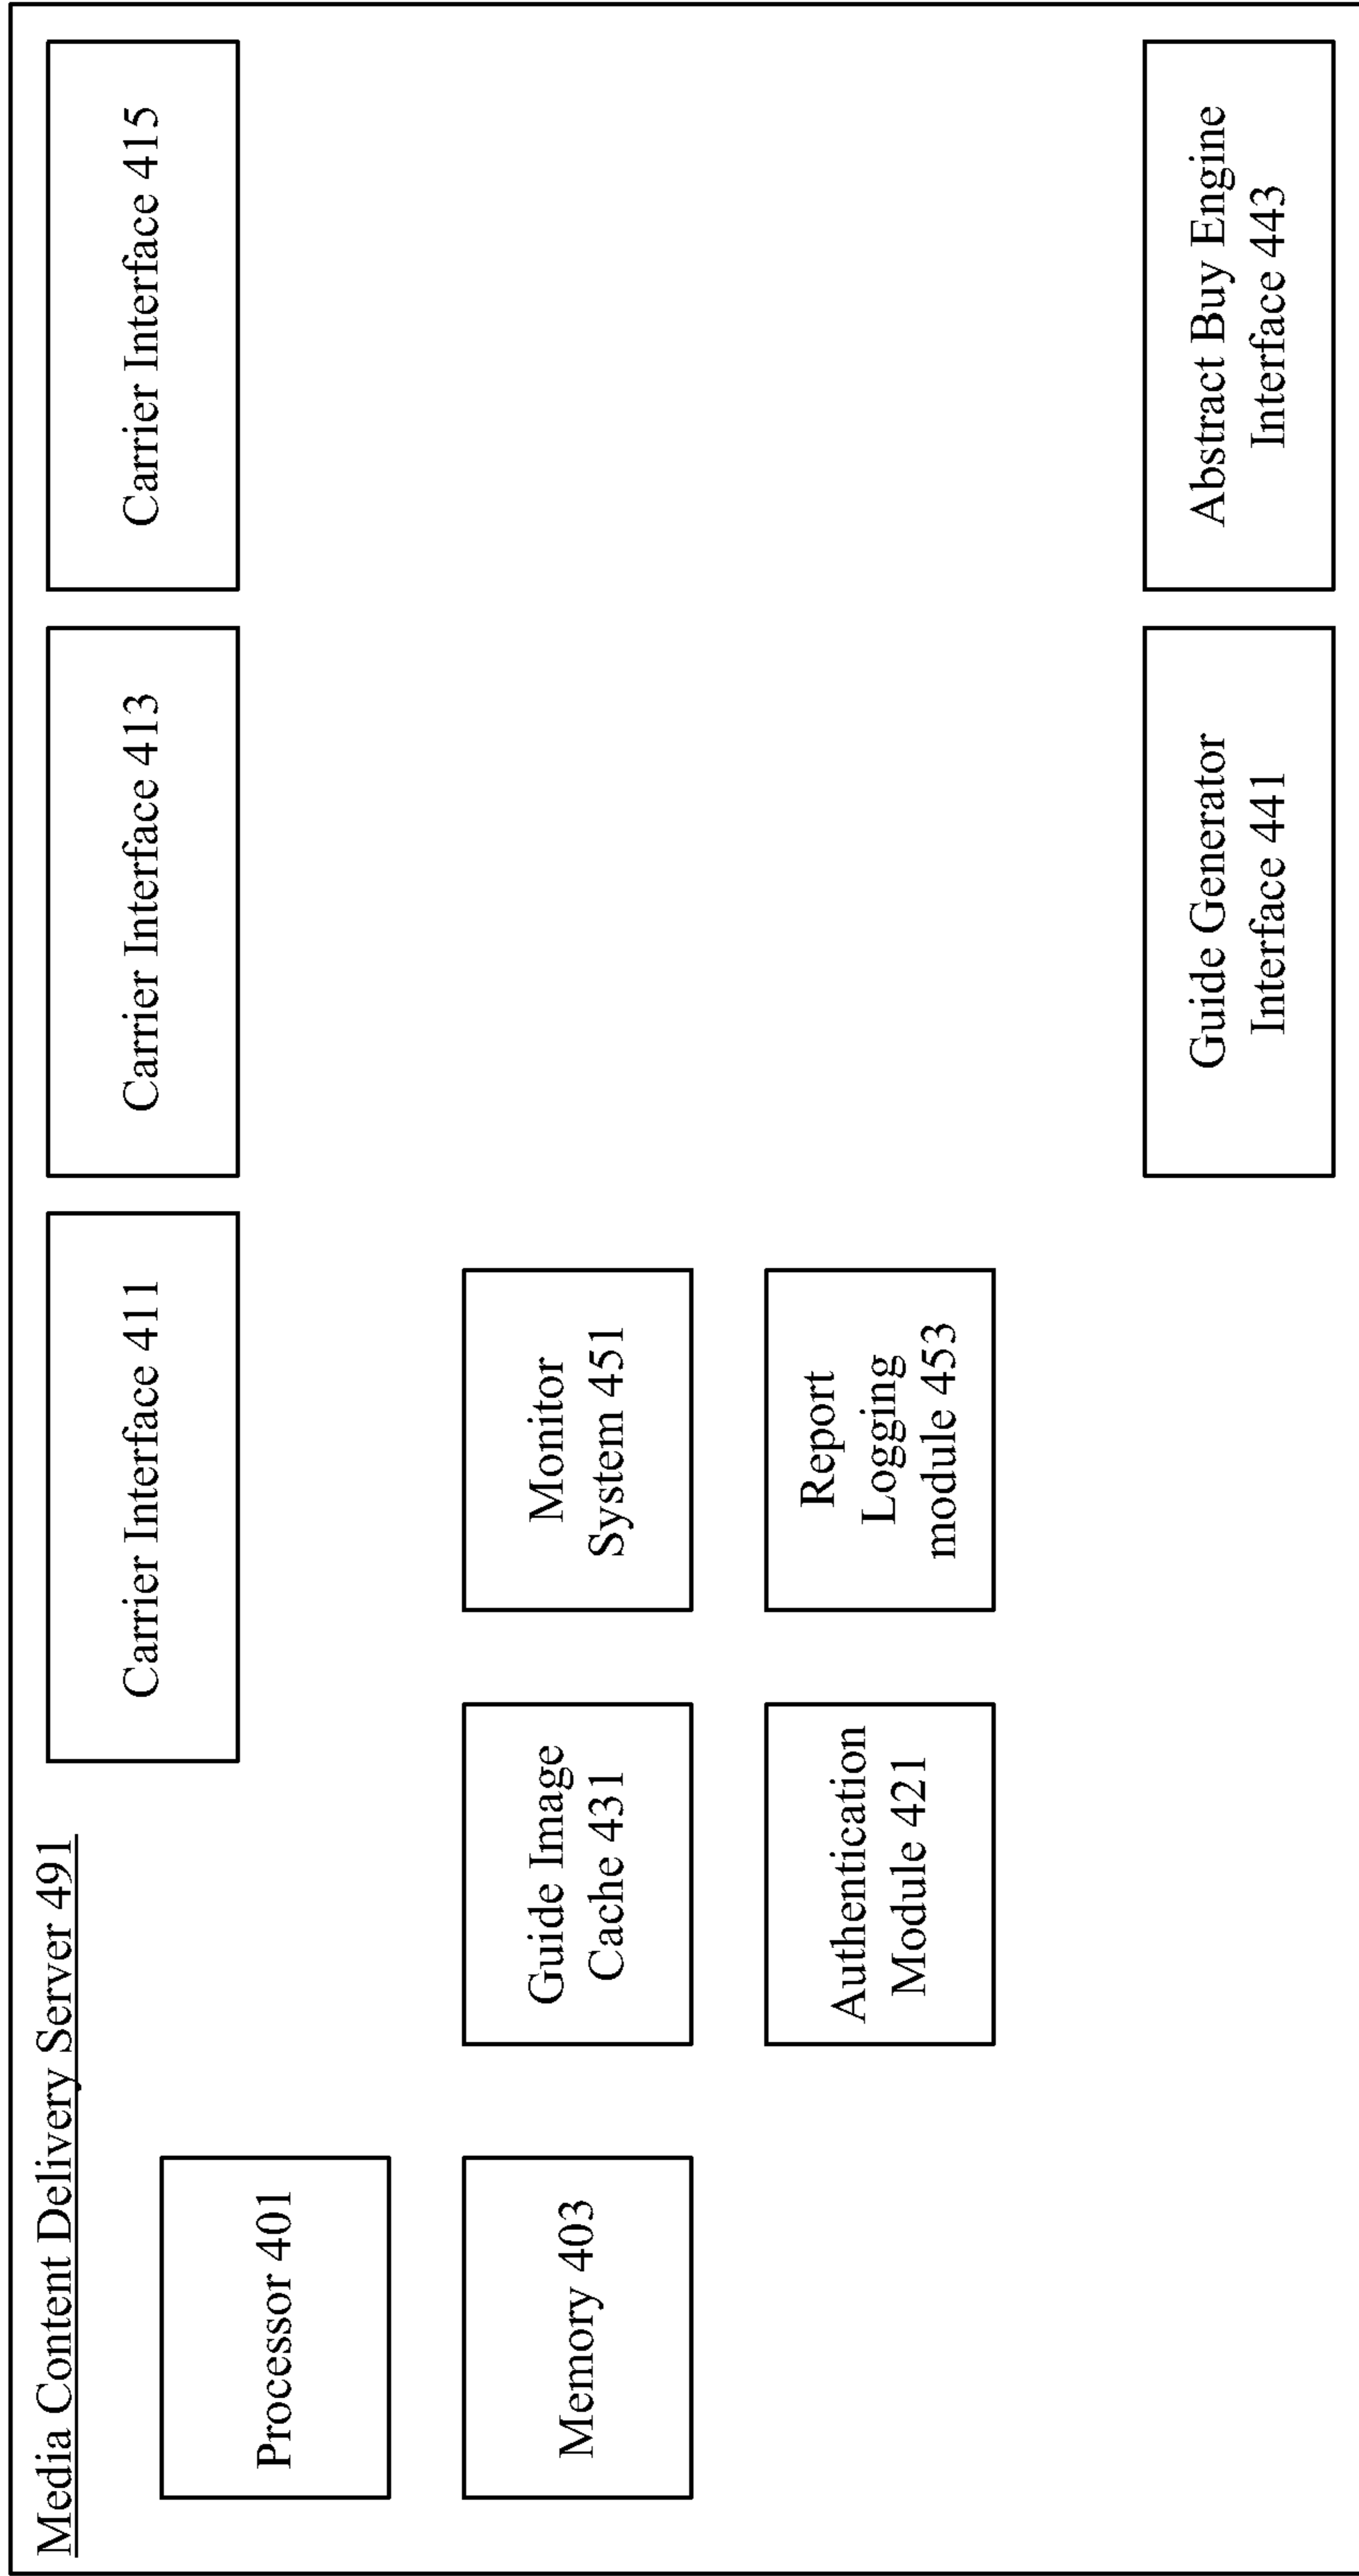 Media Content Delivery Server 491
Carrier Interface 411
Carrier Interface 413
Carrier Interface 415
Processor 401
Memory 403
Guide Image
Cache 431
Monitor
System 451
Authentication
Module 421
Report
Logging
module 453
Guide Generator
Interface 441
Abstract Buy Engine
Interface 443